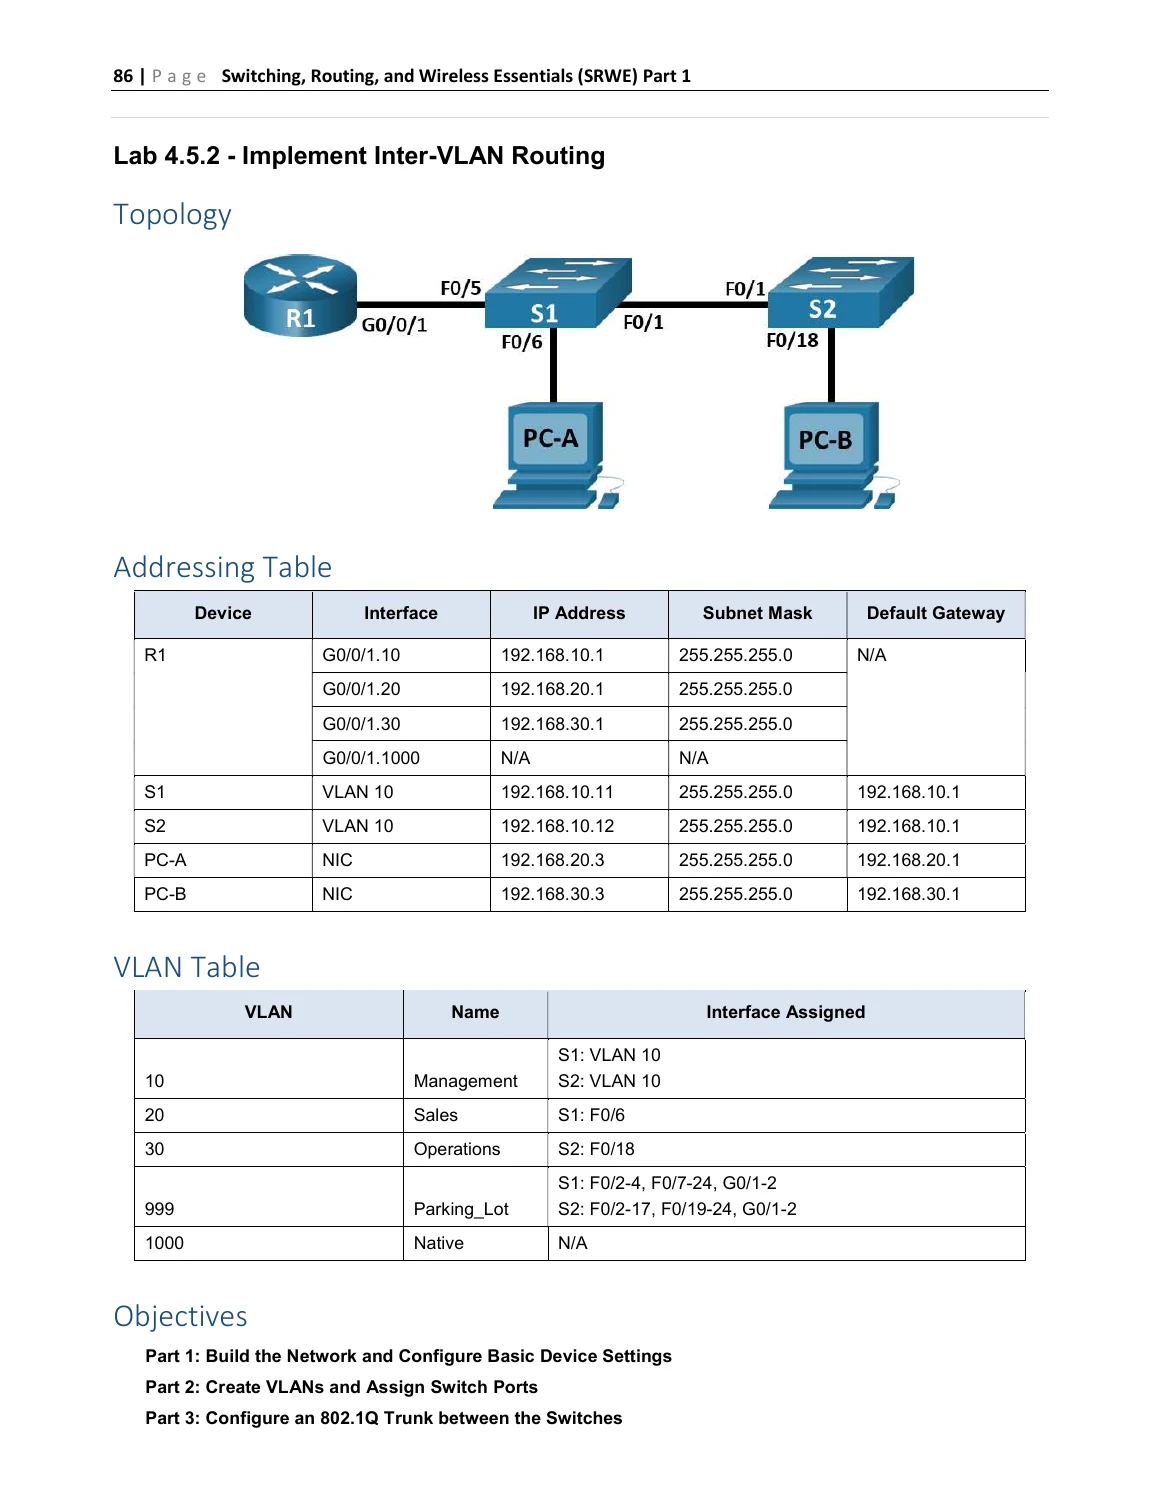 86 | P a g e Switching, Routing, and Wireless Essentials (SRWE) Part 1
Lab 4.5.2 - Implement Inter-VLAN Routing
Topology
R1
G0/0/1
F0/5
S1
F0/6
F0/1
F0/1
S2
F0/18
PC-A
PC-B
Addressing Table
Device Interface IP Address Subnet Mask Default Gateway
R1 G0/0/1.10 192.168.10.1 255.255.255.0 N/A
G0/0/1.20 192.168.20.1 255.255.255.0
G0/0/1.30 192.168.30.1 255.255.255.0
G0/0/1.1000 N/A N/A
S1 VLAN 10 192.168.10.11 255.255.255.0 192.168.10.1
S2 VLAN 10 192.168.10.12 255.255.255.0 192.168.10.1
PC-A NIC 192.168.20.3 255.255.255.0 192.168.20.1
PC-B NIC 192.168.30.3 255.255.255.0 192.168.30.1
VLAN Table
VLAN Name Interface Assigned
S1: VLAN 10
10 Management S2: VLAN 10
20 Sales S1: F0/6
30 Operations S2: F0/18
S1: F0/2-4, F0/7-24, G0/1-2
999 Parking_Lot S2: F0/2-17, F0/19-24, G0/1-2
1000 Native N/A
Objectives
Part 1: Build the Network and Configure Basic Device Settings
Part 2: Create VLANs and Assign Switch Ports
Part 3: Configure an 802.1Q Trunk between the Switches